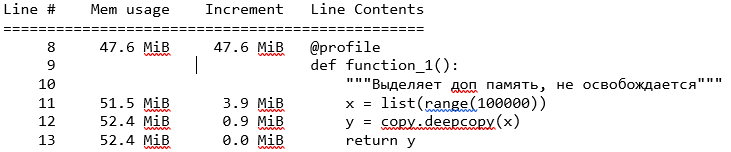 Line #    Mem usage    Increment   Line Contents
================================================
     8     47.6 MiB     47.6 MiB   @profile
     9                             def function_1():
    10                                 """Выделяет доп память, не освобождается"""
    11     51.5 MiB      3.9 MiB       x = list(range(100000))
    12     52.4 MiB      0.9 MiB       y = copy.deepcopy(x)
    13     52.4 MiB      0.0 MiB       return y